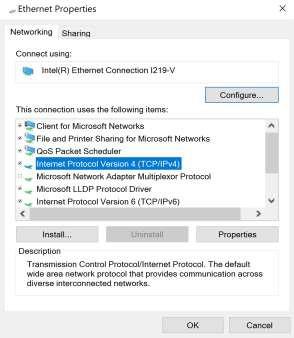 Ethernet Properties
Networking Sharing
Connect using:
Intel(R) Ethernet Connection I219-V
Configure...
This connection uses the following items:
Client for Microsoft Networks
File and Printer Sharing for Microsoft Networks
QoS Packet Scheduler
Internet Protocol Version 4 (TCP/IPv4)
Microsoft Network Adapter Multiplexor Protocol
Microsoft LLDP Protocol Driver
Internet Protocol Version 6 (TCP/IPv6)
Install... Uninstall Properties
Description
Transmission Control Protocol/Internet Protocol. The default
wide area network protocol that provides communication across
diverse interconnected networks.
OK Cancel